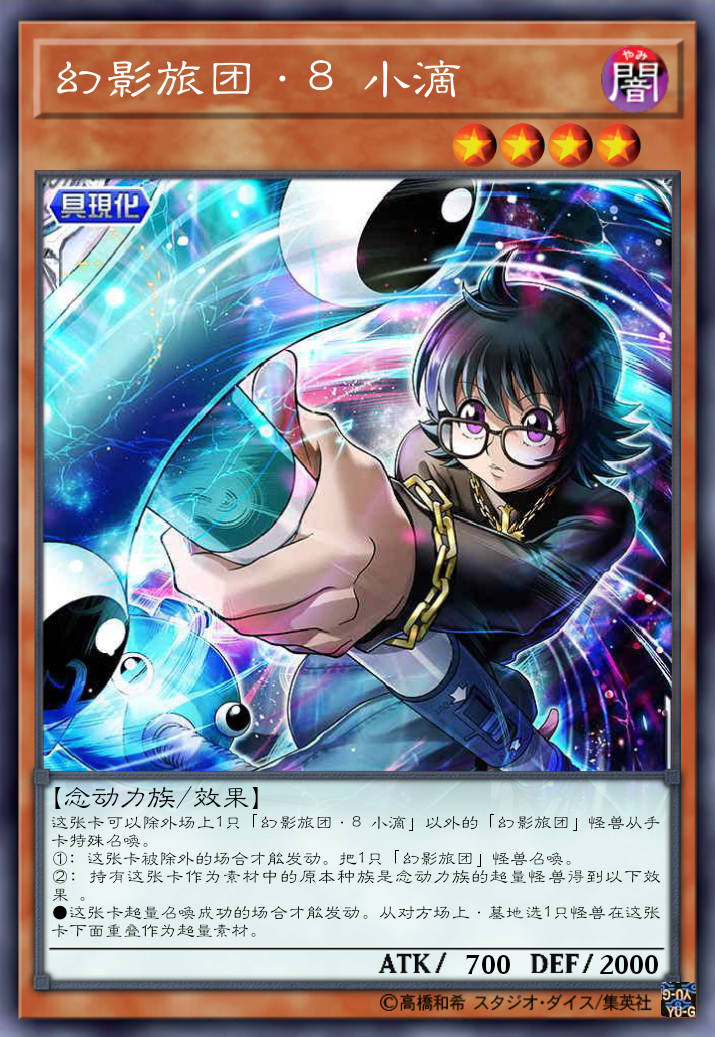 幻影旅团·8 小滴
やみ
闇
具現化
【念动力族/效果】
这张卡可以除外场上1只「幻影旅团·8 小滴」以外的「幻影旅团」怪兽从手
卡特殊召唤。
①: 这张卡被除外的场合才能发动。把1只「幻影旅团」怪兽召唤。
②: 持有这张卡作为素材中的原本种族是念动力族的超量怪兽得到以下效
果 。
●这张卡超量召唤成功的场合才能发动。从对方场上·墓地选1只怪兽在这张
卡下面重叠作为超量素材。
ATK/ 700 DEF/2000
©高橋和希 スタジオ·ダイス/集英社